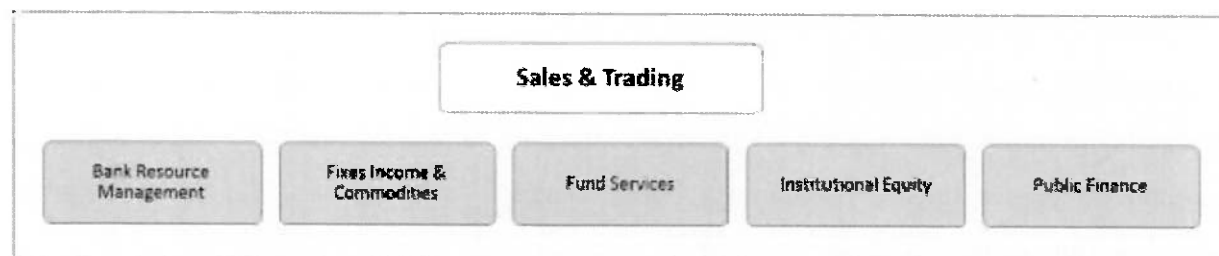 Sales & Trading
Bank Resource
Management
Fixes Income &
Commodities
Fund Services
Institutional Equity
Public Finance